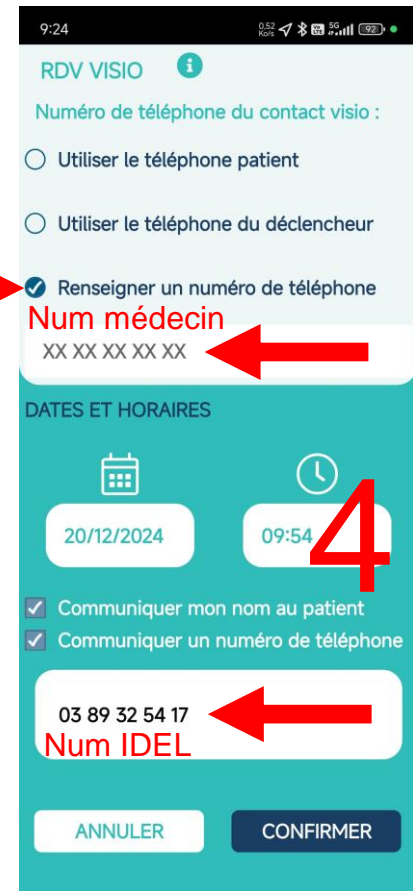 9:24
0.52 Ko/s 5G 92
RDV VISIO i
Numéro de téléphone du contact visio :
Utiliser le téléphone patient
Utiliser le téléphone du déclencheur
Renseigner un numéro de téléphone
Num médecin
XX XX XX XX XX
DATES ET HORAIRES
20/12/2024
09:54
4
Communiquer mon nom au patient
Communiquer un numéro de téléphone
03 89 32 54 17
Num IDEL
ANNULER
CONFIRMER